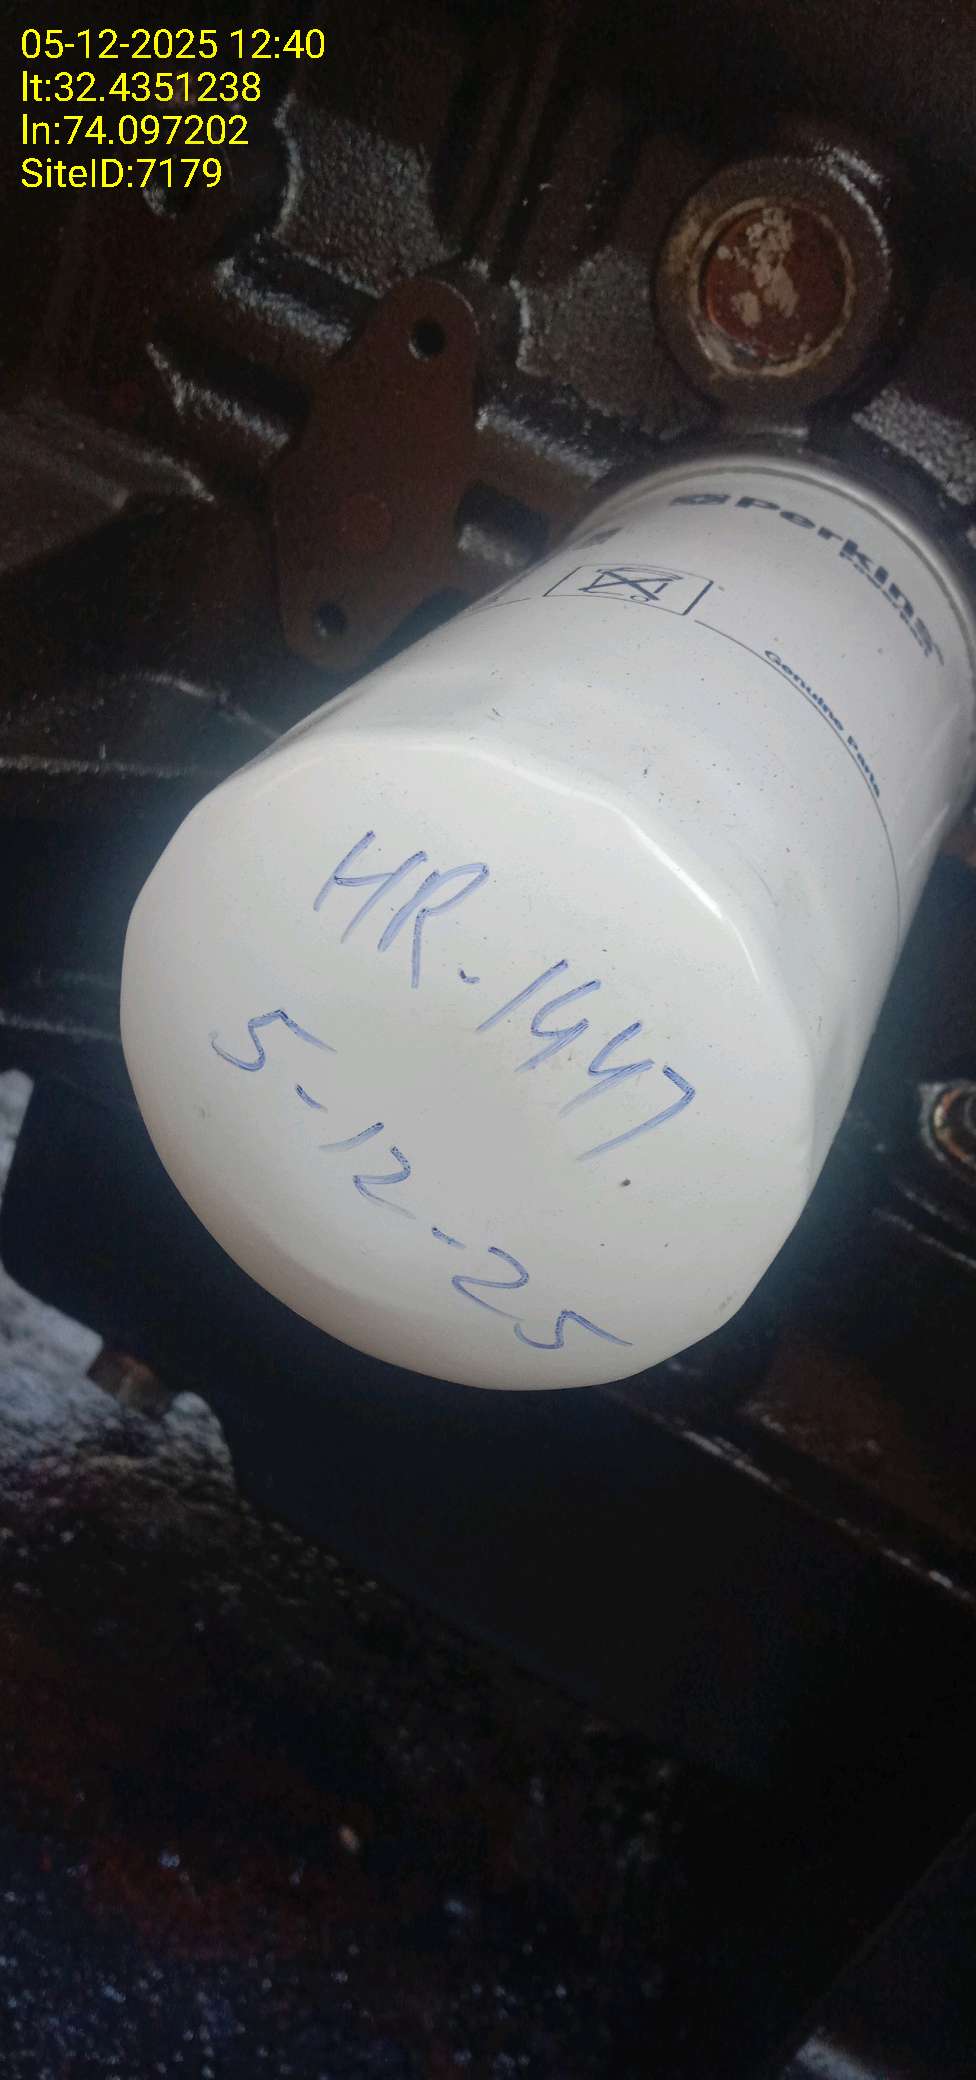 05-12-2025 12:40
lt:32.4351238
ln:74.097202
SiteID:7179
Perkins
Genuine Parts
HR-1447
5-12-25